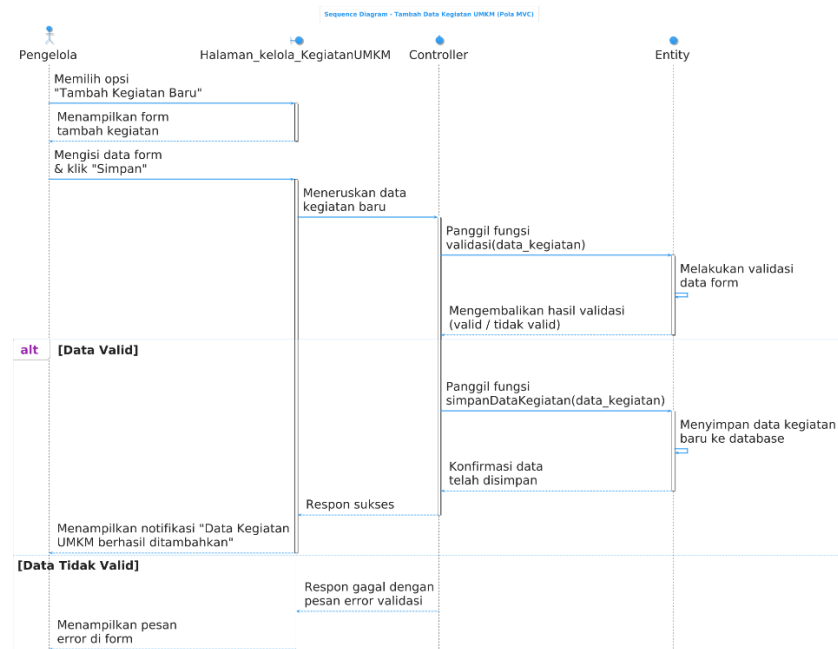 Sequence Diagram - Tambah Data Kegiatan UMKM (Pola MVC)
Pengelola
Halaman_kelola_KegiatanUMKM
Controller
Entity
Memilih opsi
"Tambah Kegiatan Baru"
Menampilkan form
tambah kegiatan
Mengisi data form
& klik "Simpan"
Meneruskan data
kegiatan baru
Panggil fungsi
validasi(data_kegiatan)
Melakukan validasi
data form
Mengembalikan hasil validasi
(valid / tidak valid)
alt
[Data Valid]
Panggil fungsi
simpanDataKegiatan(data_kegiatan)
Menyimpan data kegiatan
baru ke database
Konfirmasi data
telah disimpan
Respon sukses
Menampilkan notifikasi "Data Kegiatan
UMKM berhasil ditambahkan"
[Data Tidak Valid]
Respon gagal dengan
pesan error validasi
Menampilkan pesan
error di form